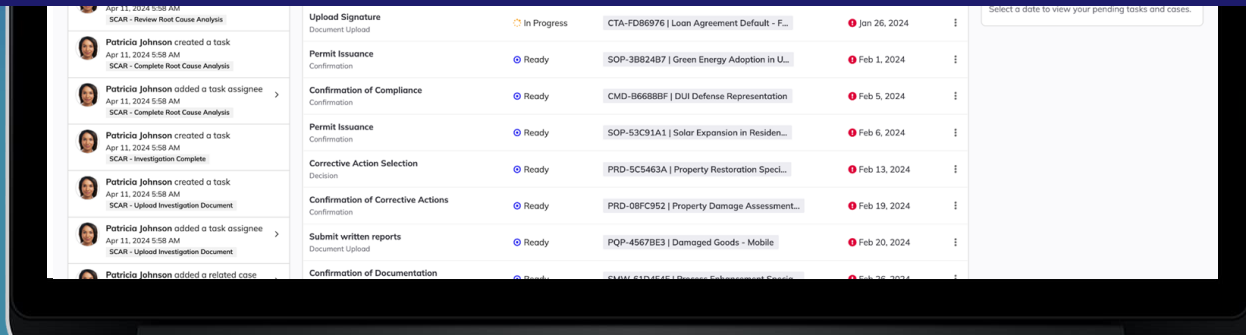 SCAR - Review Root Cause Analysis
Patricia Johnson created a task
Apr 11, 2024 5:58 AM
SCAR - Complete Root Cause Analysis
Patricia Johnson added a task assignee
Apr 11, 2024 5:58 AM
SCAR - Complete Root Cause Analysis
Patricia Johnson created a task
Apr 11, 2024 5:58 AM
SCAR - Investigation Complete
Patricia Johnson created a task
Apr 11, 2024 5:58 AM
SCAR - Upload Investigation Document
Patricia Johnson added a task assignee
Apr 11, 2024 5:58 AM
SCAR - Upload Investigation Document
Patricia Johnson added a related case
Upload Signature
Document Upload
In Progress
CTA-FD86976 | Loan Agreement Default - F...
Jan 26, 2024
Permit Issuance
Confirmation
Ready
SOP-3B824B7 | Green Energy Adoption in U...
Feb 1, 2024
Confirmation of Compliance
Confirmation
Ready
CMD-B6688BF | DUI Defense Representation
Feb 5, 2024
Permit Issuance
Confirmation
Ready
SOP-53C91A1 | Solar Expansion in Residen...
Feb 6, 2024
Corrective Action Selection
Decision
Ready
PRD-5C5463A | Property Restoration Speci...
Feb 13, 2024
Confirmation of Corrective Actions
Confirmation
Ready
PRD-08FC952 | Property Damage Assessment...
Feb 19, 2024
Submit written reports
Document Upload
Ready
PQP-4567BE3 | Damaged Goods - Mobile
Feb 20, 2024
Confirmation of Documentation
Ready
Select a date to view your pending tasks and cases.